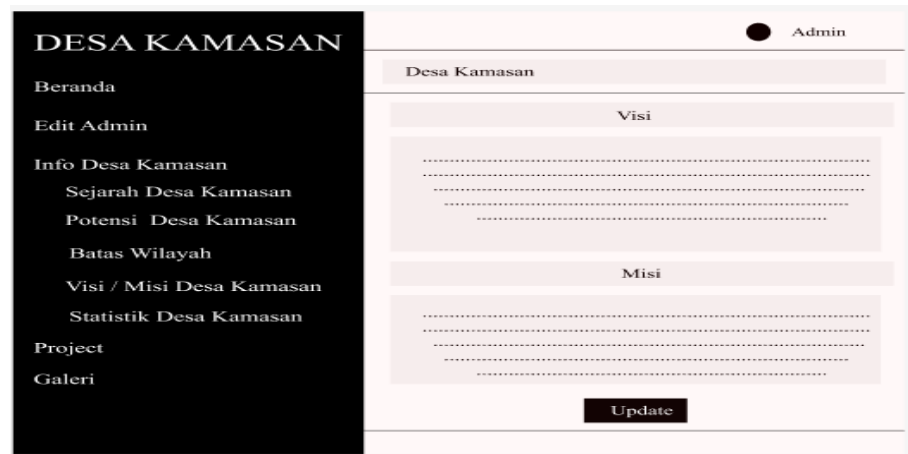 DESA KAMASAN
Beranda
Edit Admin
Info Desa Kamasan
Sejarah Desa Kamasan
Potensi Desa Kamasan
Batas Wilayah
Visi / Misi Desa Kamasan
Statistik Desa Kamasan
Project
Galeri
Admin
Desa Kamasan
Visi
Misi
Update